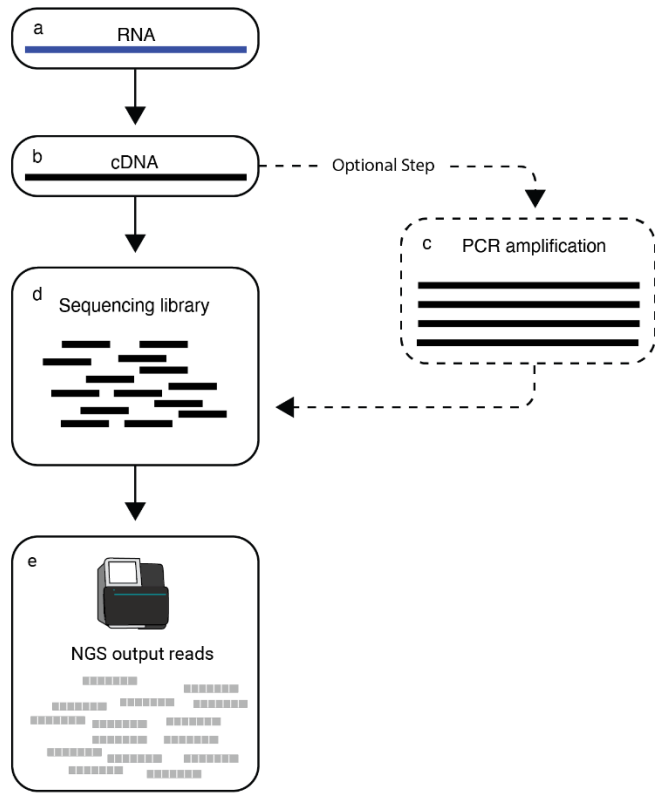 a
RNA
b
cDNA
Optional Step
c
PCR amplification
d
Sequencing library
e
NGS output reads